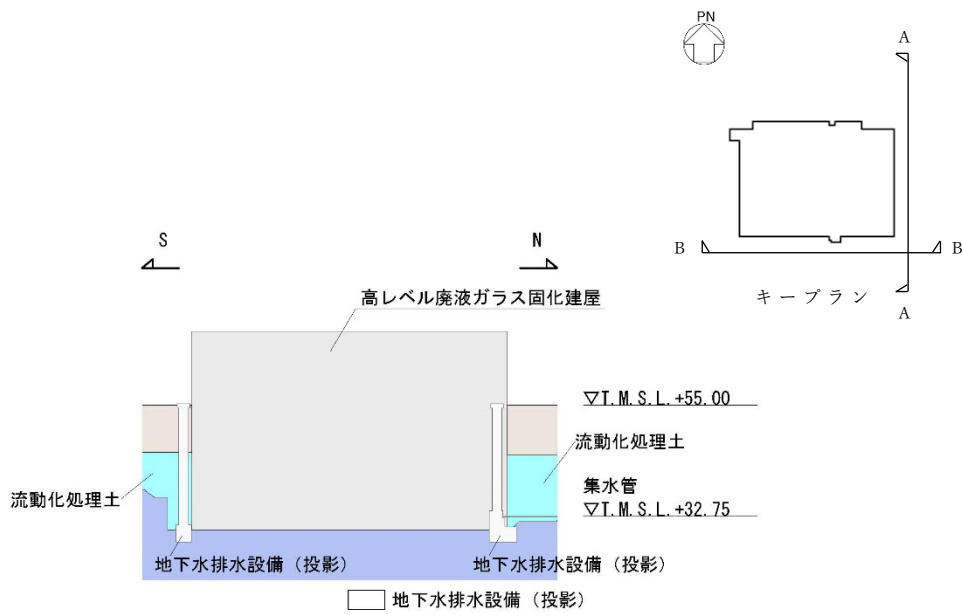 PN
A
B
B
キープラン
A
S
N
高レベル廃液ガラス固化建屋
▽T.M.S.L.+55.00
流動化処理土
流動化処理土
集水管
▽T.M.S.L.+32.75
地下水排水設備（投影）
地下水排水設備（投影）
地下水排水設備（投影）